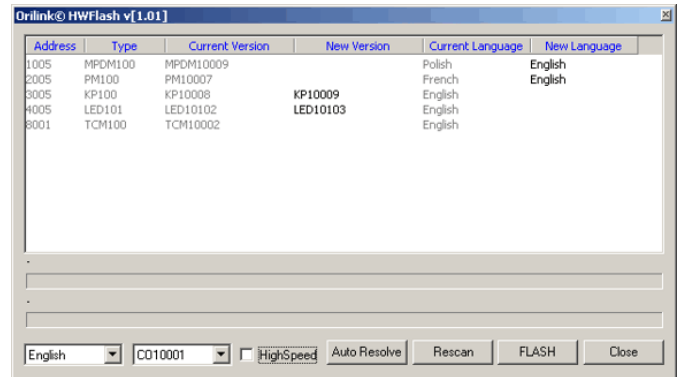 Orilink© HWFlash v[1.01]
Address Type Current Version New Version Current Language New Language
1005 MPDM100 MPDM10009 Polish English
2005 PM100 PM10007 French English
3005 KP100 KP10008 KP10009 English
4005 LED101 LED10102 LED10103 English
8001 TCM100 TCM10002 English
-
-
English CO10001 HighSpeed Auto Resolve Rescan FLASH Close